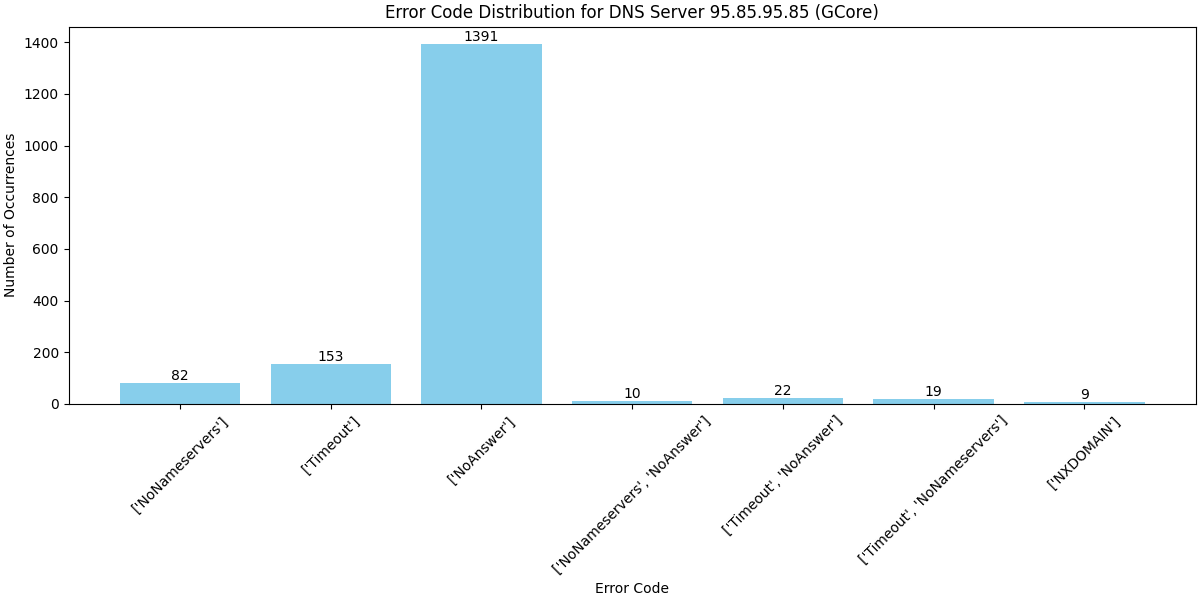 Error Code Distribution for DNS Server 95.85.95.85 (GCore)
Number of Occurrences
1400
1200
1000
800
600
400
200
0
82
153
1391
10
22
19
9
['NoNameservers']
['Timeout']
['NoAnswer']
['NoNameservers', 'NoAnswer']
['Timeout', 'NoAnswer']
['Timeout', 'NoNameservers']
['NXDOMAIN']
Error Code